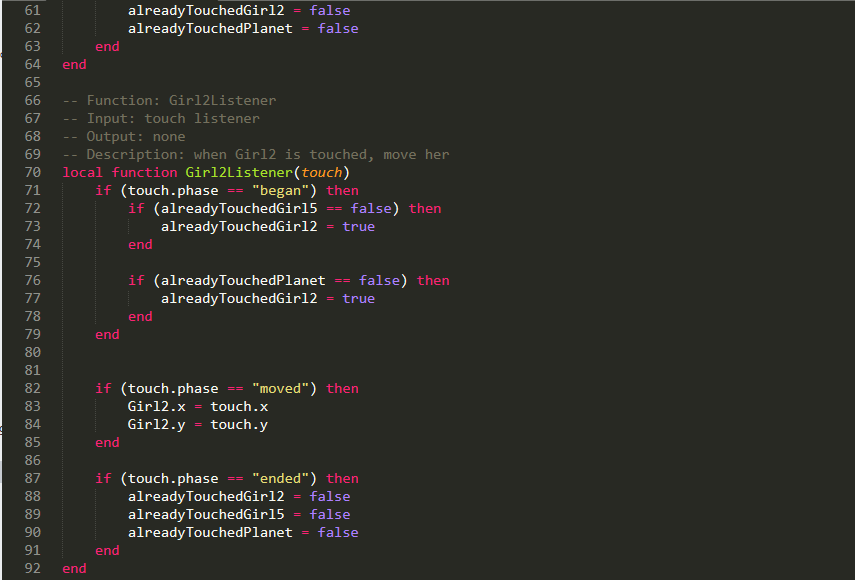 61 alreadyTouchedGirl2 = false
62 alreadyTouchedPlanet = false
63 end
64 end
65
66 -- Function: Girl2Listener
67 -- Input: touch listener
68 -- Output: none
69 -- Description: when Girl2 is touched, move her
70 local function Girl2Listener(touch)
71 if (touch.phase == "began") then
72 if (alreadyTouchedGirl5 == false) then
73 alreadyTouchedGirl2 = true
74 end
75
76 if (alreadyTouchedPlanet == false) then
77 alreadyTouchedGirl2 = true
78 end
79 end
80
81
82 if (touch.phase == "moved") then
83 Girl2.x = touch.x
84 Girl2.y = touch.y
85 end
86
87 if (touch.phase == "ended") then
88 alreadyTouchedGirl2 = false
89 alreadyTouchedGirl5 = false
90 alreadyTouchedPlanet = false
91 end
92 end